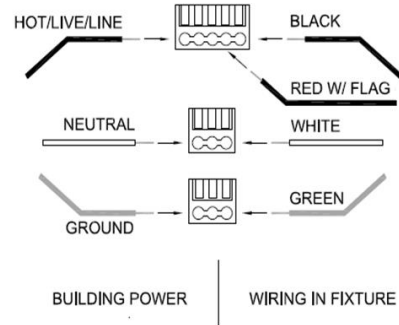 HOT/LIVE/LINE
BLACK
RED W/ FLAG
NEUTRAL
WHITE
GREEN
GROUND
BUILDING POWER
WIRING IN FIXTURE